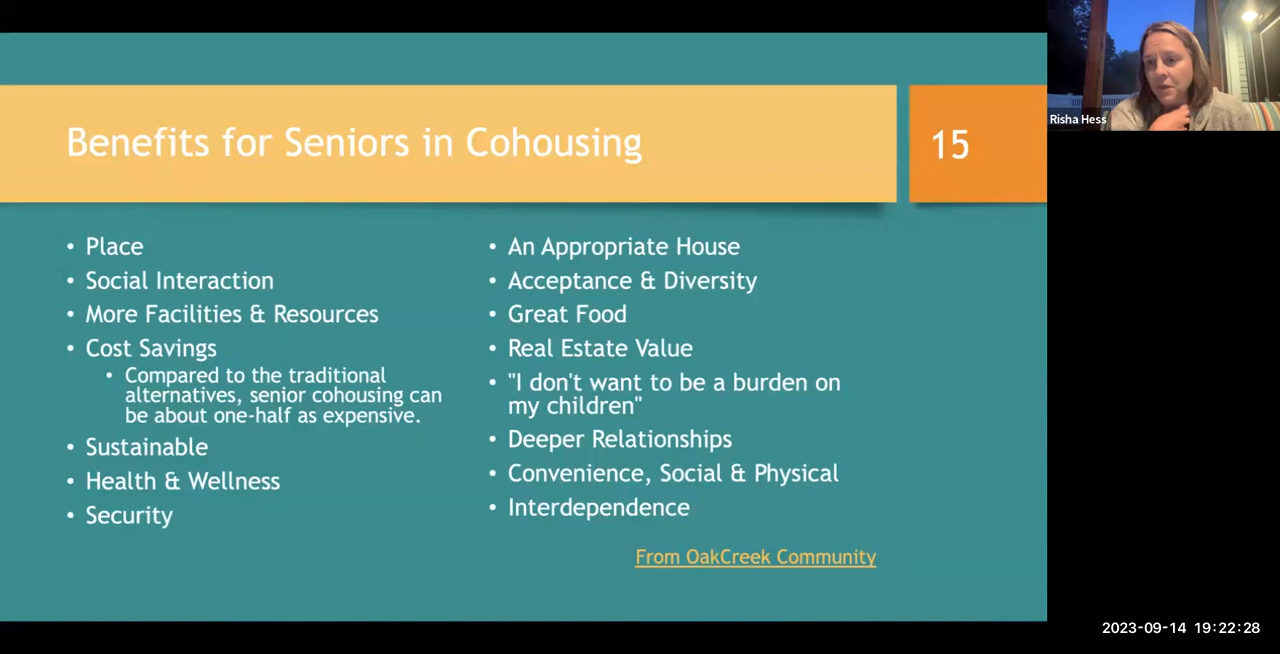 Benefits for Seniors in Cohousing
15
• Place
• Social Interaction
• More Facilities & Resources
• Cost Savings
• Compared to the traditional
alternatives, senior cohousing can
be about one-half as expensive.
• Sustainable
• Health & Wellness
• Security
• An Appropriate House
• Acceptance & Diversity
• Great Food
• Real Estate Value
• "I don't want to be a burden on
my children"
• Deeper Relationships
• Convenience, Social & Physical
• Interdependence
From OakCreek Community
Risha Hess
2023-09-14 19:22:28